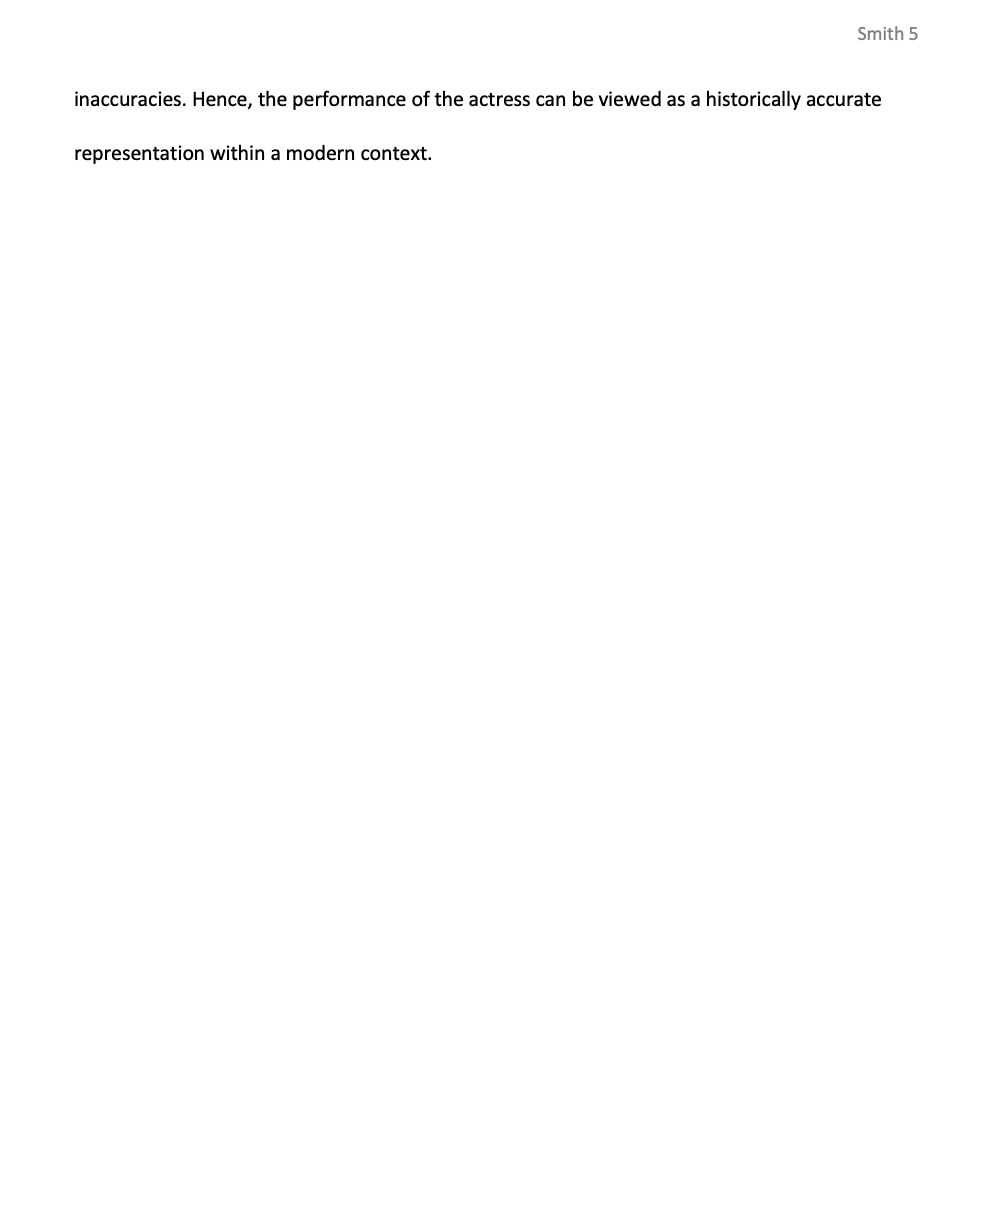 Smith 5
inaccuracies. Hence, the performance of the actress can be viewed as a historically accurate
representation within a modern context.